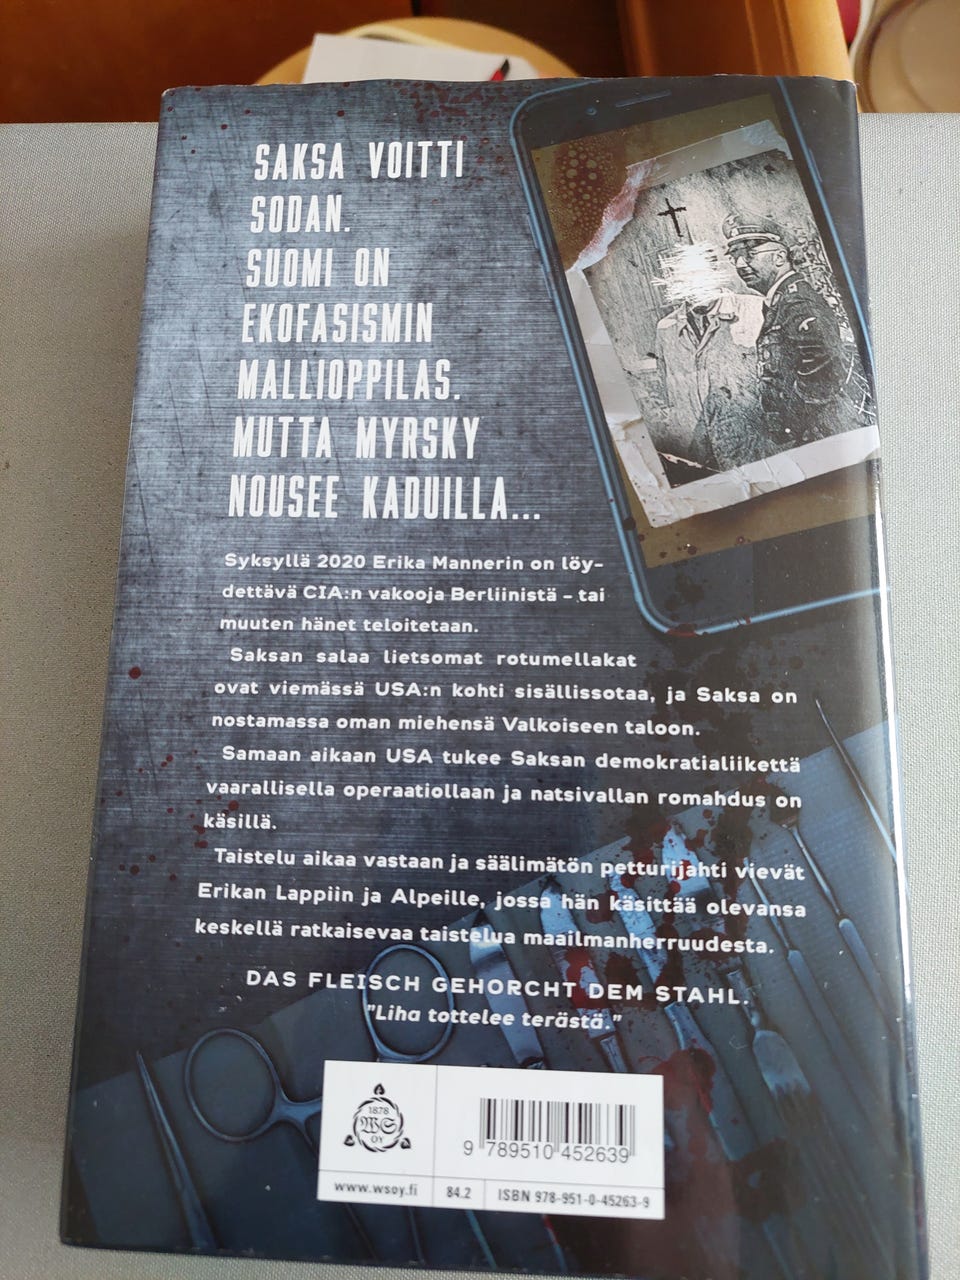 SAKSA VOITTI
SODAN.
SUOMI ON
EKOFASISMIN
MALLIOPPILAS.
MUTTA MYRSKY
NOUSEE KADUILLA...
Syksyllä 2020 Erika Mannerin on löy-
dettävä CIA:n vakooja Berliinistä – tai
muuten hänet teloitetaan.
Saksan salaa lietsomat rotumellakat
ovat viemässä USA:n kohti sisällissotaa, ja Saksa on
nostamassa oman miehensä Valkoiseen taloon.
Samaan aikaan USA tukee Saksan demokratialiikettä
vaarallisella operaatiollaan ja natsivallan romahdus on
käsillä.
Taistelu aikaa vastaan ja säälimätön petturijahti vievät
Erikan Lappiin ja Alpeille, jossa hän käsittää olevansa
keskellä ratkaisevaa taistelua maailmanherruudesta.
DAS FLEISCH GEHORCHT DEM STAHL.
"Liha tottelee terästä."
1878
WS
OY
9 789510 452639
www.wsoy.fi
84.2
ISBN 978-951-0-45263-9